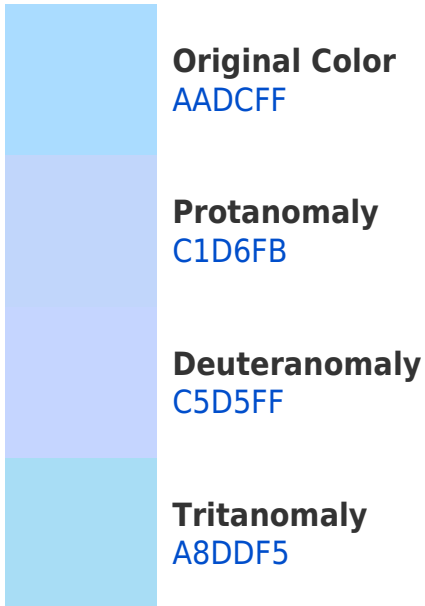 Original Color
AADCFF
Protanomaly
C1D6FB
Deuteranomaly
C5D5FF
Tritanomaly
A8DDF5